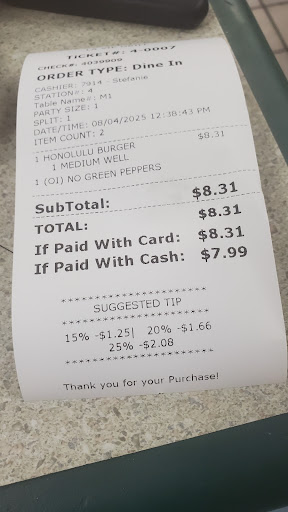 TICKET#: 4-0007
CHECK#: 4039909
ORDER TYPE: Dine In
CASHIER: 7914 - Stefanie
STATION#: 4
Table Name#: M1
PARTY SIZE: 1
SPLIT: 1
DATE/TIME: 08/04/2025 12:38:43 PM
ITEM COUNT: 2
1 HONOLULU BURGER $8.31
1 MEDIUM WELL
1 (OI) NO GREEN PEPPERS
SubTotal: $8.31
TOTAL: $8.31
If Paid With Card: $8.31
If Paid With Cash: $7.99
**********************
SUGGESTED TIP
**********************
15% -$1.25| 20% -$1.66
25% -$2.08
**********************
Thank you for your Purchase!